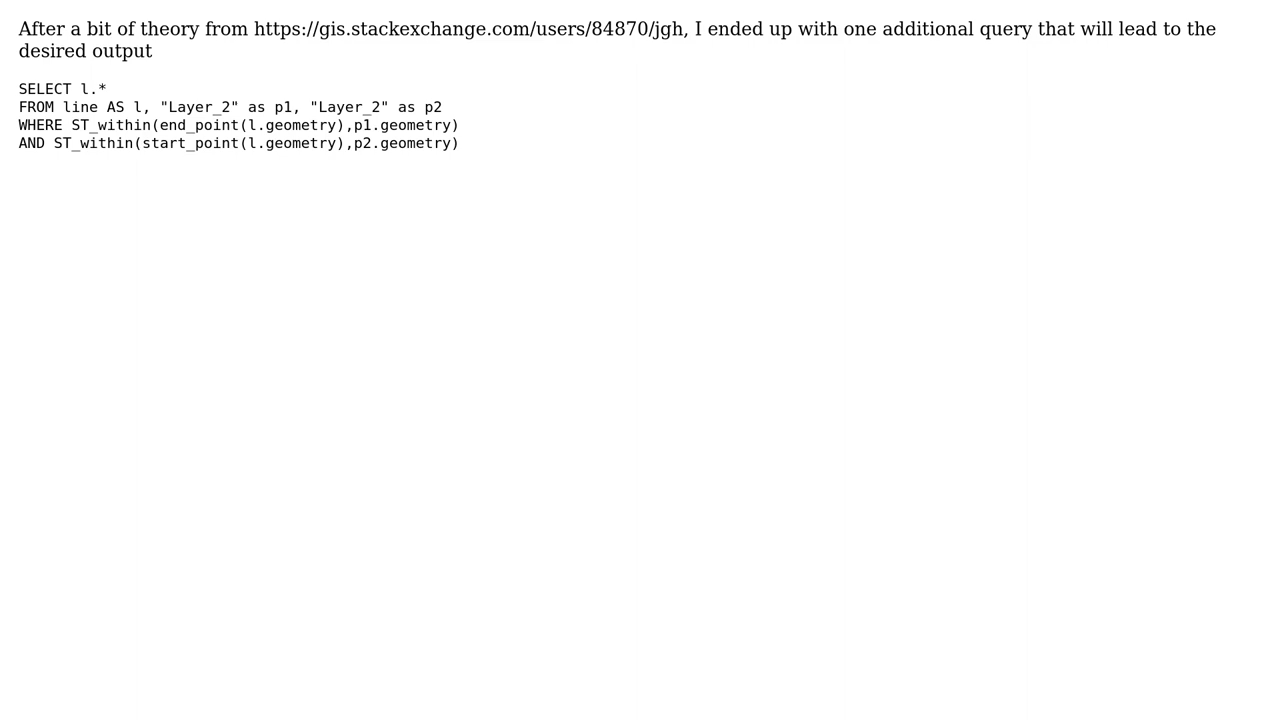 After a bit of theory from https://gis.stackexchange.com/users/84870/jgh, I ended up with one additional query that will lead to the
desired output
SELECT l.*
FROM line AS l, "Layer_2" as p1, "Layer_2" as p2
WHERE ST_within(end_point(l.geometry),p1.geometry)
AND ST_within(start_point(l.geometry),p2.geometry)